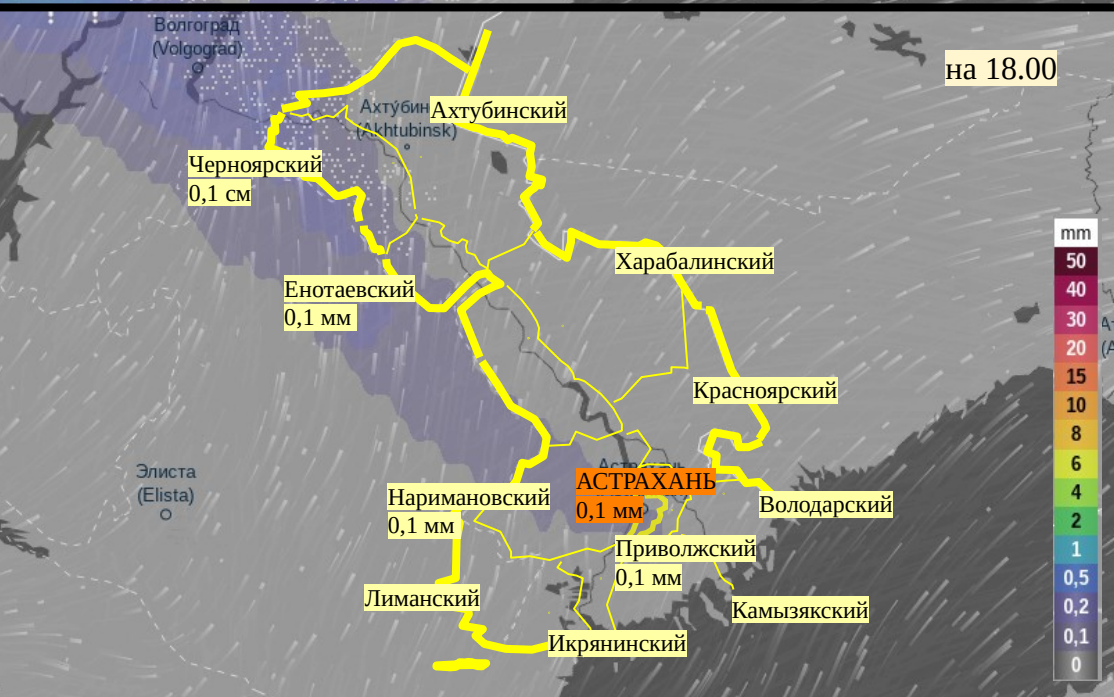 Волгоград
(Volgograd)
на 18.00
Ахтубинский
(Akhtubinsk)
Черноярский
0,1 см
Харабалинский
Енотаевский
0,1 мм
Красноярский
Элиста
(Elista)
АСТРАХАНЬ
0,1 мм
Нариманoвский
0,1 мм
Володарский
Приволжский
0,1 мм
Лиманский
Камызякский
Икрянинский
mm
50
40
30
20
15
10
8
6
4
2
1
0,5
0,2
0,1
0